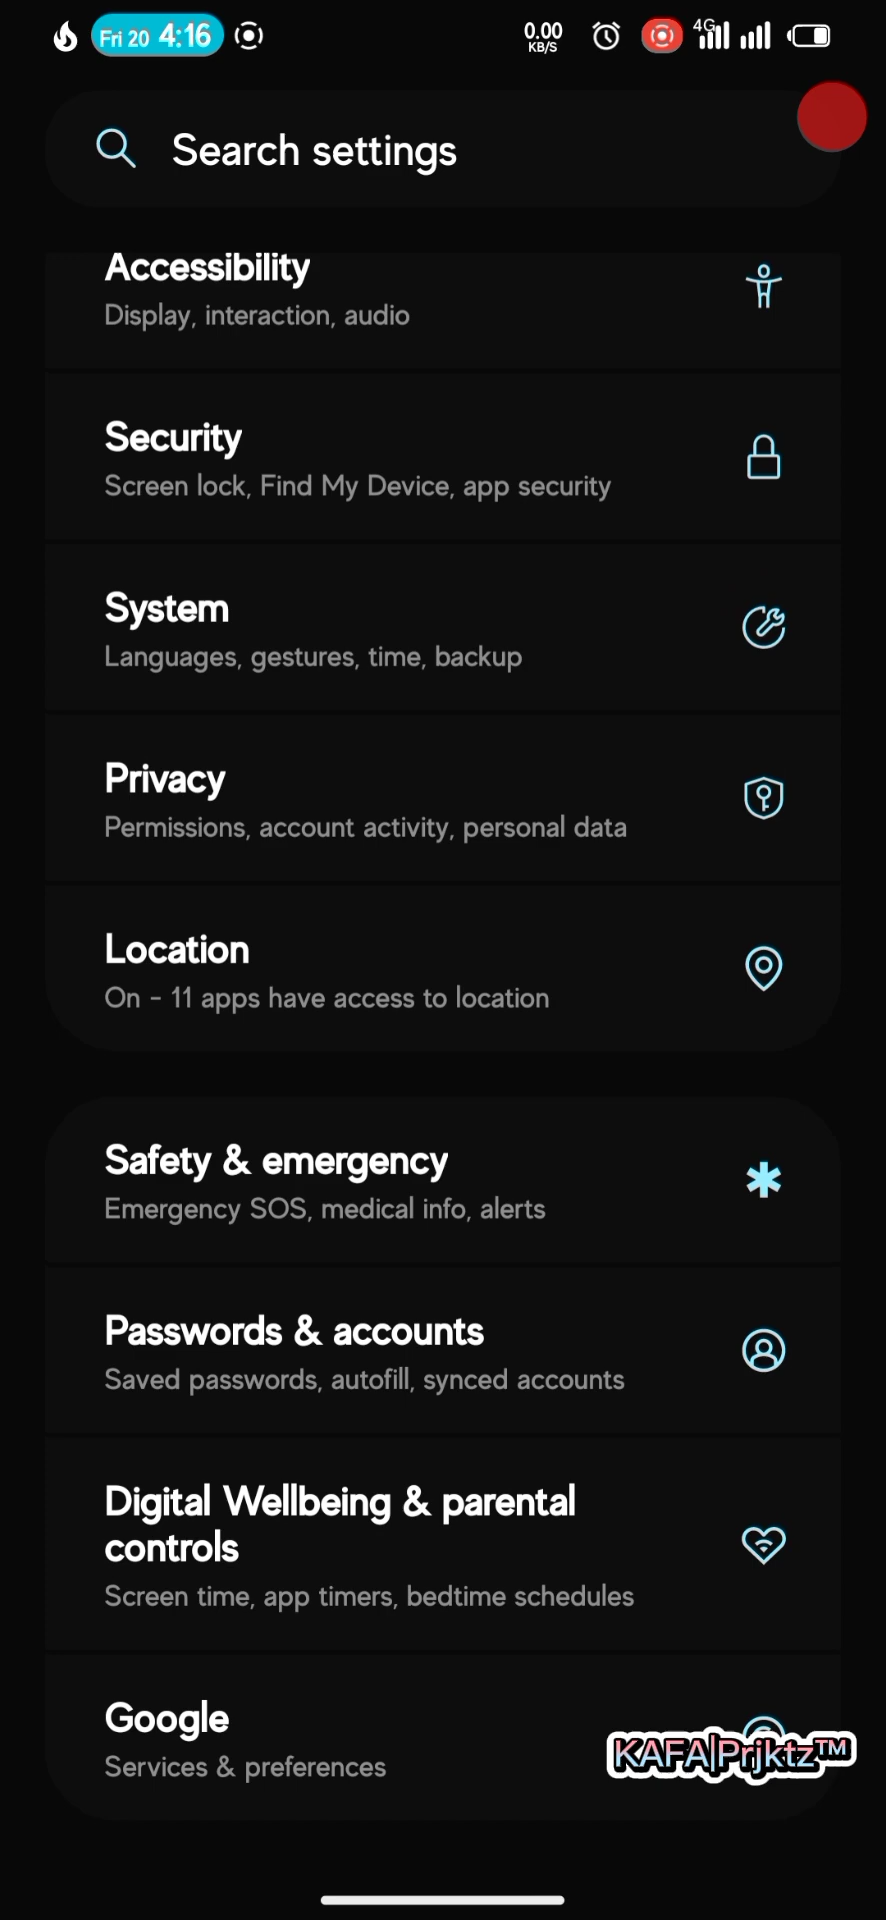 Fri 20 4:16
0.00
KB/S
4G
Search settings
Accessibility
Display, interaction, audio
Security
Screen lock, Find My Device, app security
System
Languages, gestures, time, backup
Privacy
Permissions, account activity, personal data
Location
On - 11 apps have access to location
Safety & emergency
Emergency SOS, medical info, alerts
Passwords & accounts
Saved passwords, autofill, synced accounts
Digital Wellbeing & parental
controls
Screen time, app timers, bedtime schedules
Google
Services & preferences
KAFA|Prjktz™